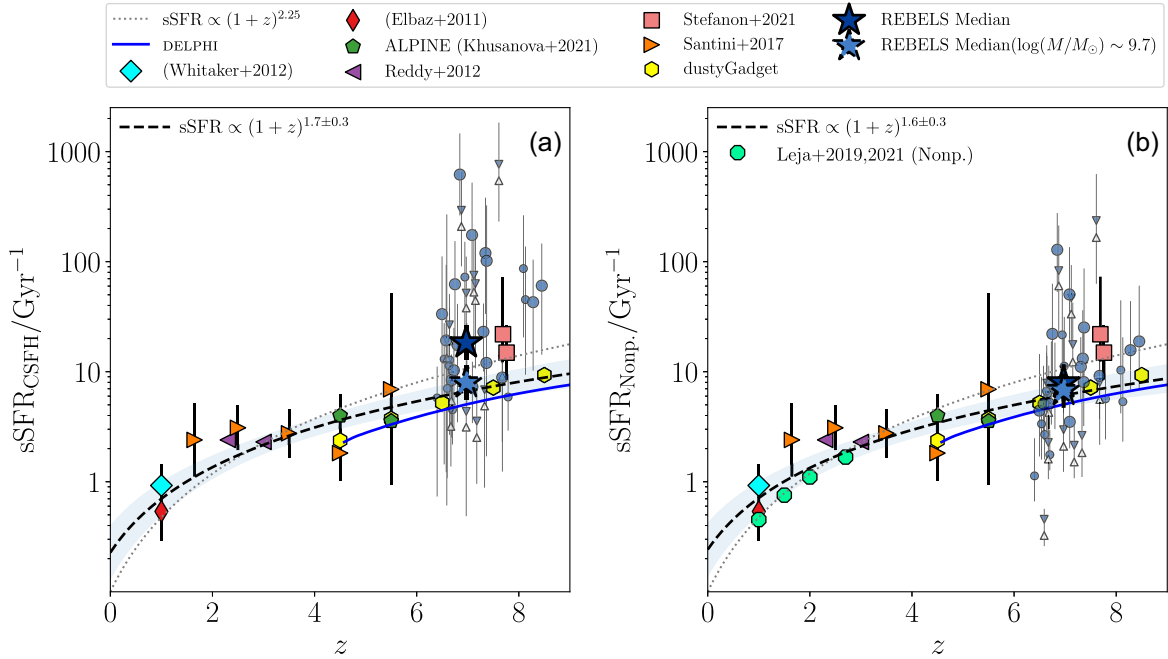 sSFR ∝ (1 + z)^2.25
DELPHI
(Whitaker+2012)
(Elbaz+2011)
ALPINE (Khusanova+2021)
Reddy+2012
Stefanon+2021
Santini+2017
dustyGadget
REBELS Median
REBELS Median(log(M/M⊙) ∼ 9.7)
sSFR ∝ (1 + z)^1.7±0.3
(a)
1000
100
10
1
sSFR_CSFH/Gyr^−1
0 2 4 6 8
z
sSFR ∝ (1 + z)^1.6±0.3
Leja+2019,2021 (Nonp.)
(b)
1000
100
10
1
sSFR_Nonp./Gyr^−1
0 2 4 6 8
z